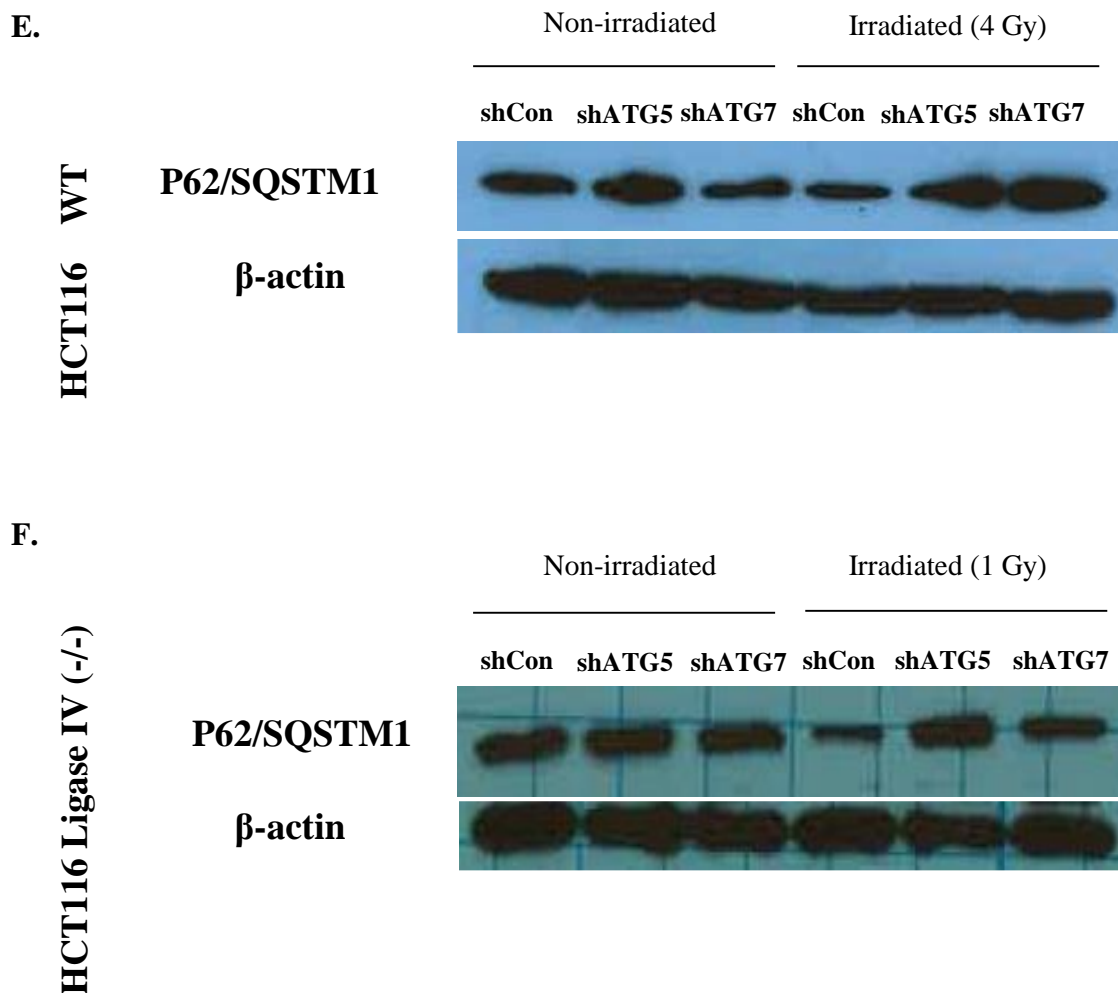 E.
Non-irradiated
Irradiated (4 Gy)
shCon shATG5 shATG7 shCon shATG5 shATG7
HCT116 WT
P62/SQSTM1
β-actin
F.
Non-irradiated
Irradiated (1 Gy)
shCon shATG5 shATG7 shCon shATG5 shATG7
HCT116 Ligase IV (-/-)
P62/SQSTM1
β-actin